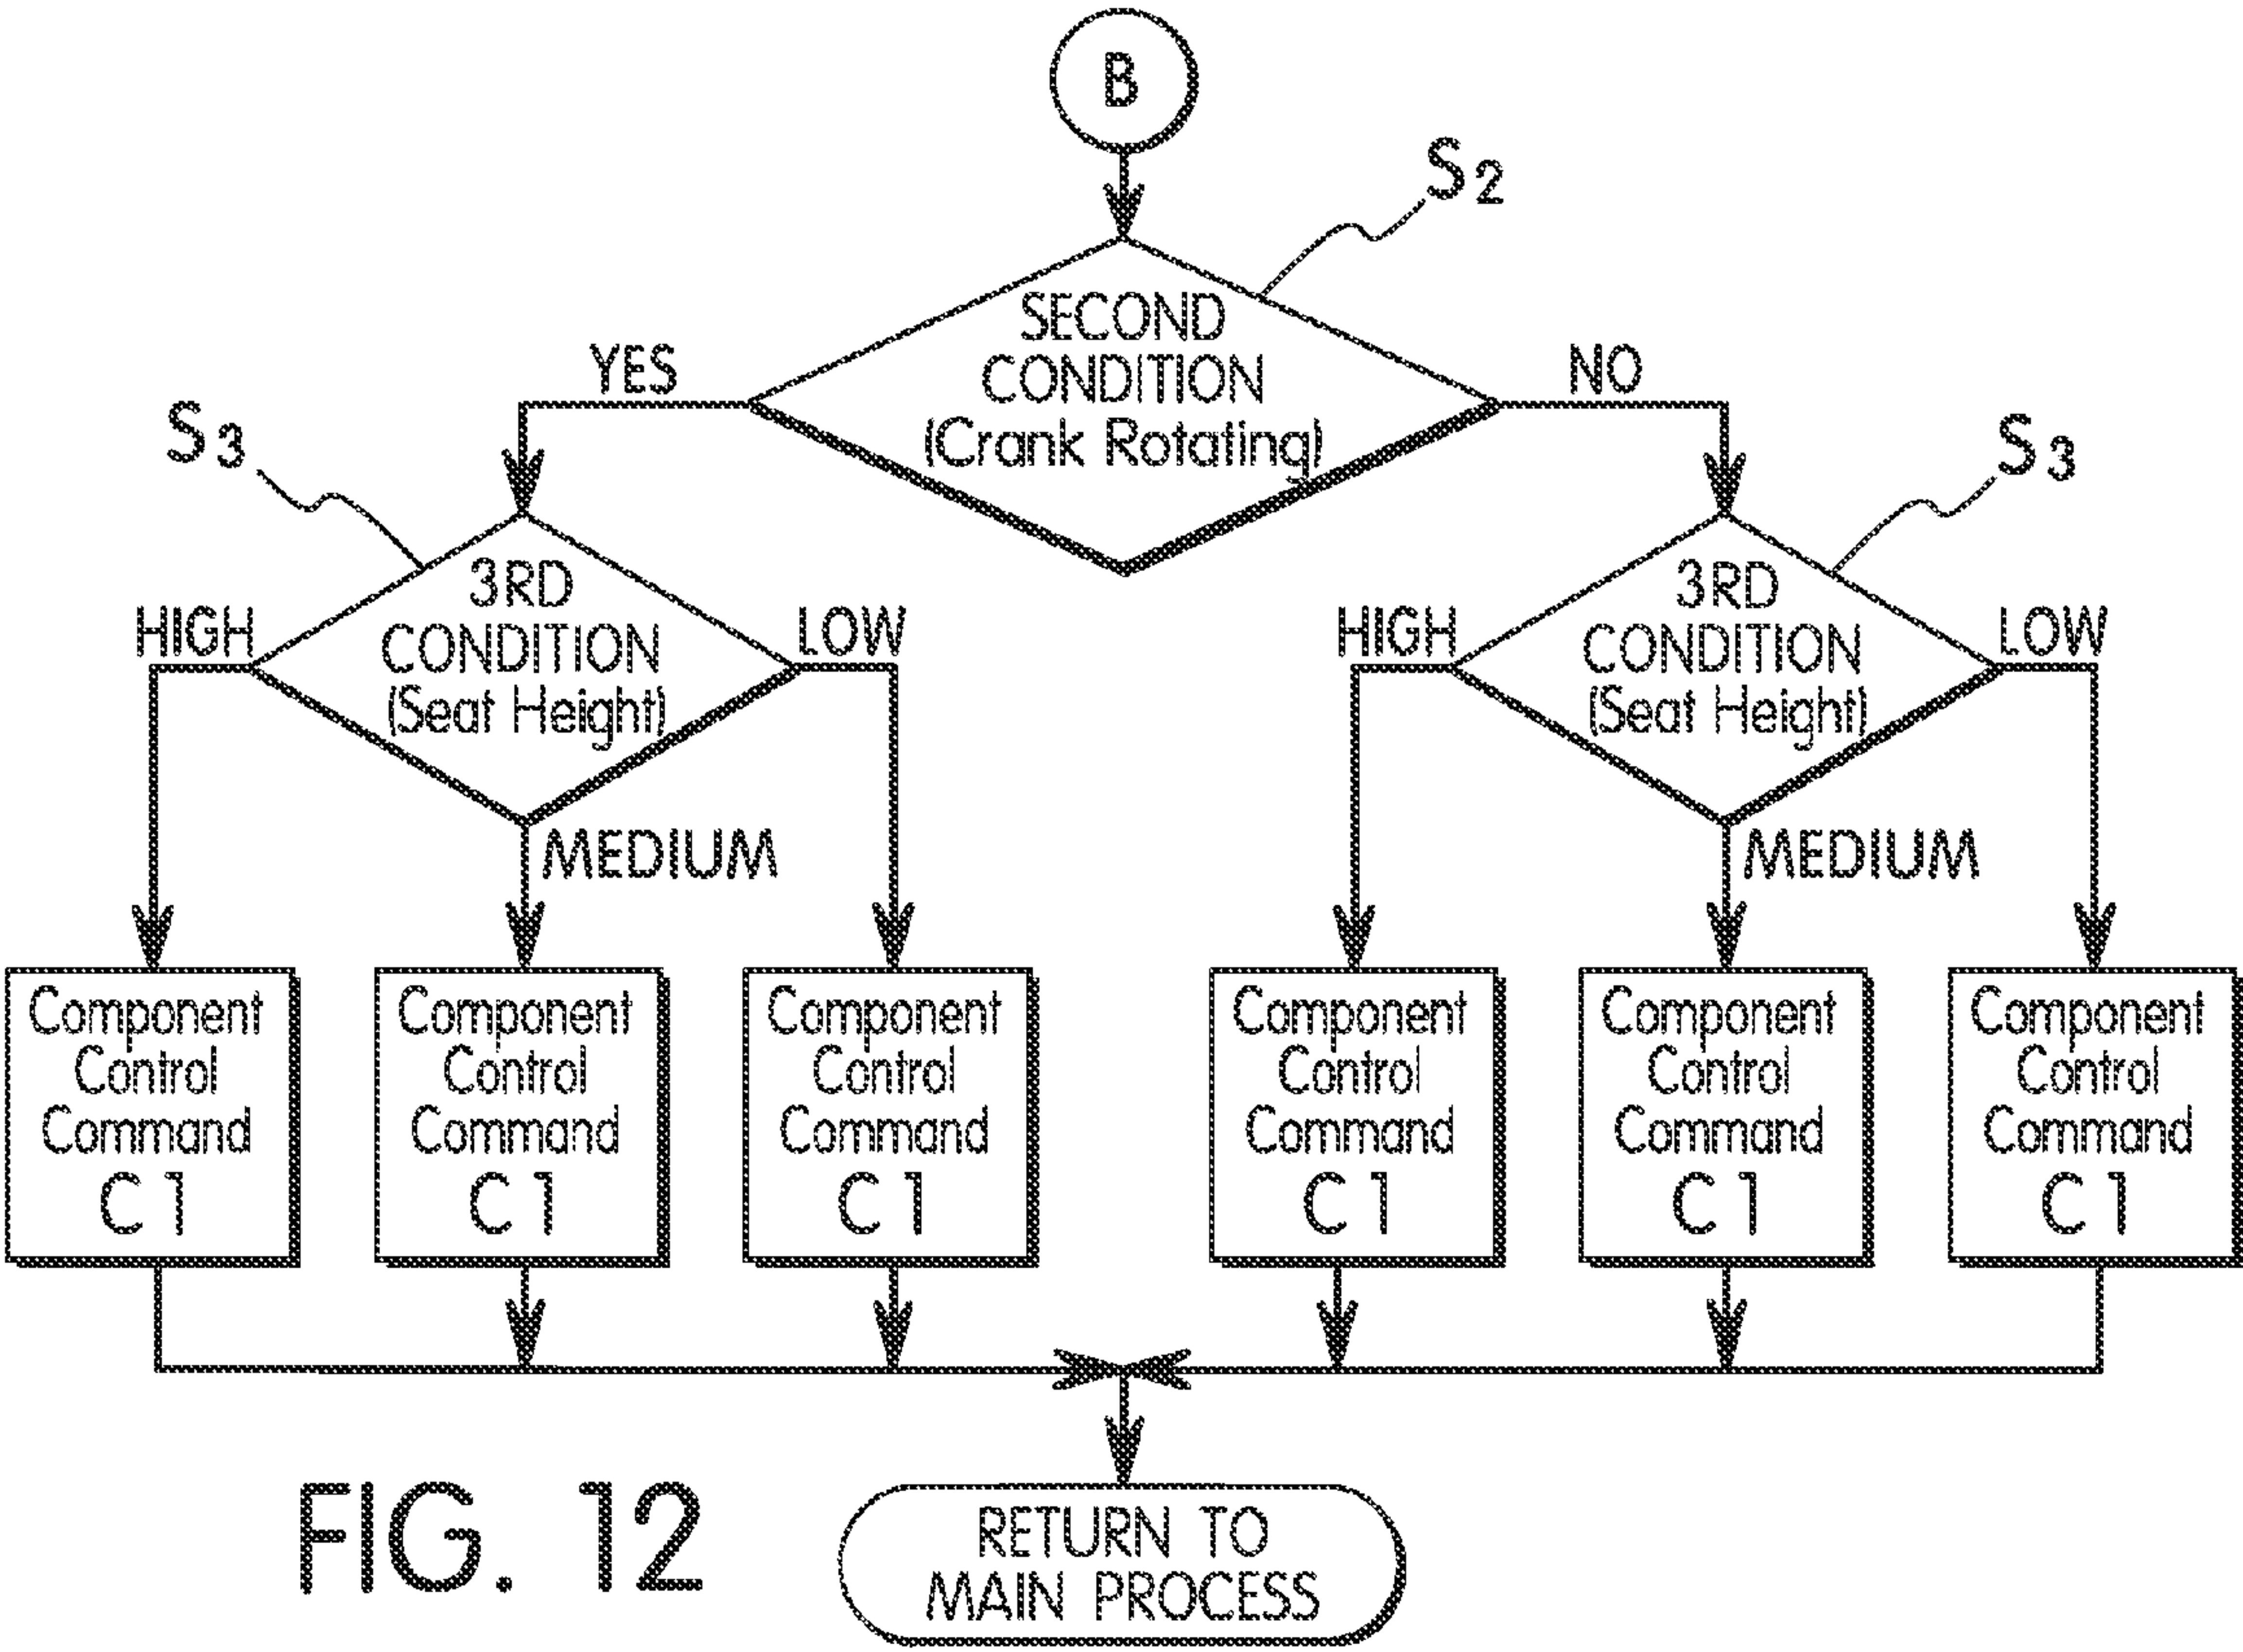 B
S2
SECOND
CONDITION
(Crank Rotating)
YES
NO
S3
S3
3RD
CONDITION
(Seat Height)
HIGH
LOW
MEDIUM
3RD
CONDITION
(Seat Height)
HIGH
LOW
MEDIUM
Component
Control
Command
C1
Component
Control
Command
C1
Component
Control
Command
C1
Component
Control
Command
C1
Component
Control
Command
C1
Component
Control
Command
C1
FIG. 12
RETURN TO
MAIN PROCESS